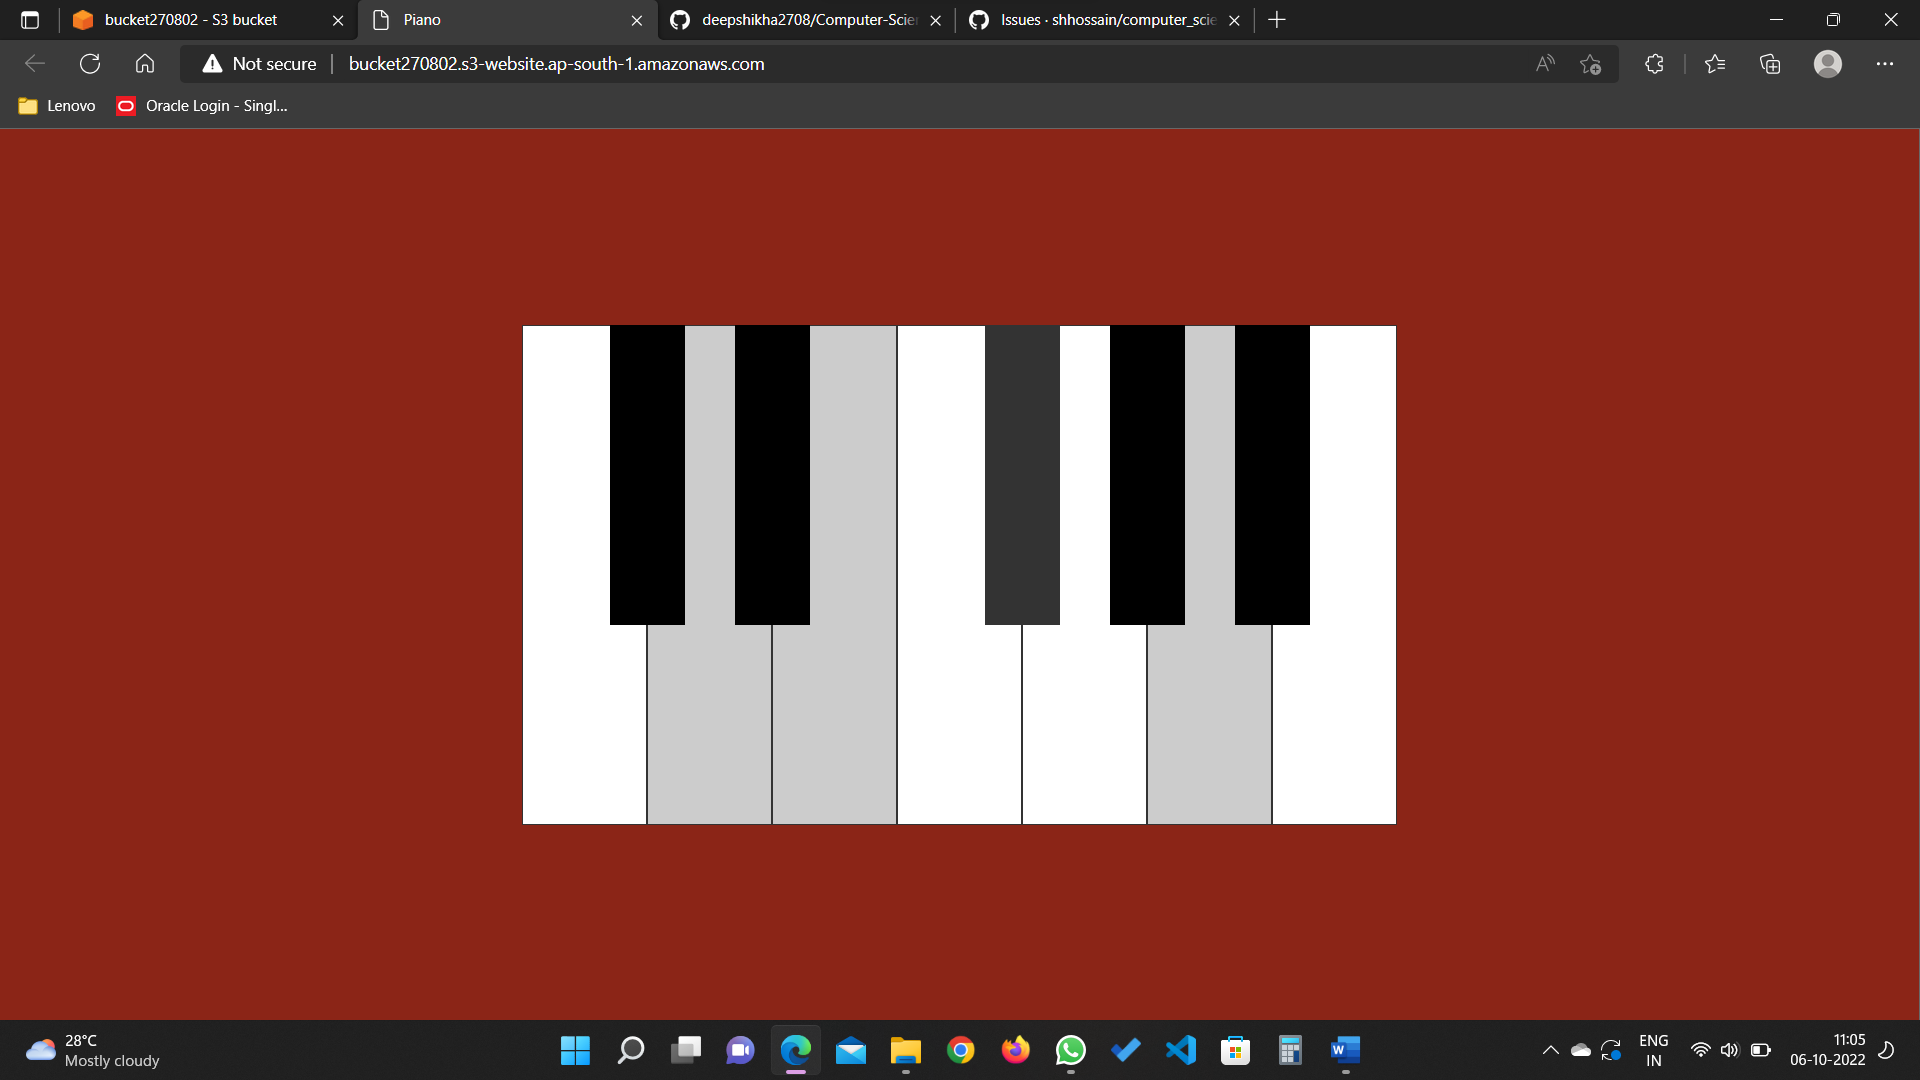 bucket270802 - S3 bucket
Piano
deepshikha2708/Computer-Scie
Issues · shhossain/computer_scie
Not secure
bucket270802.s3-website.ap-south-1.amazonaws.com
Lenovo
Oracle Login - Singl...
28°C
Mostly cloudy
ENG
IN
11:05
06-10-2022